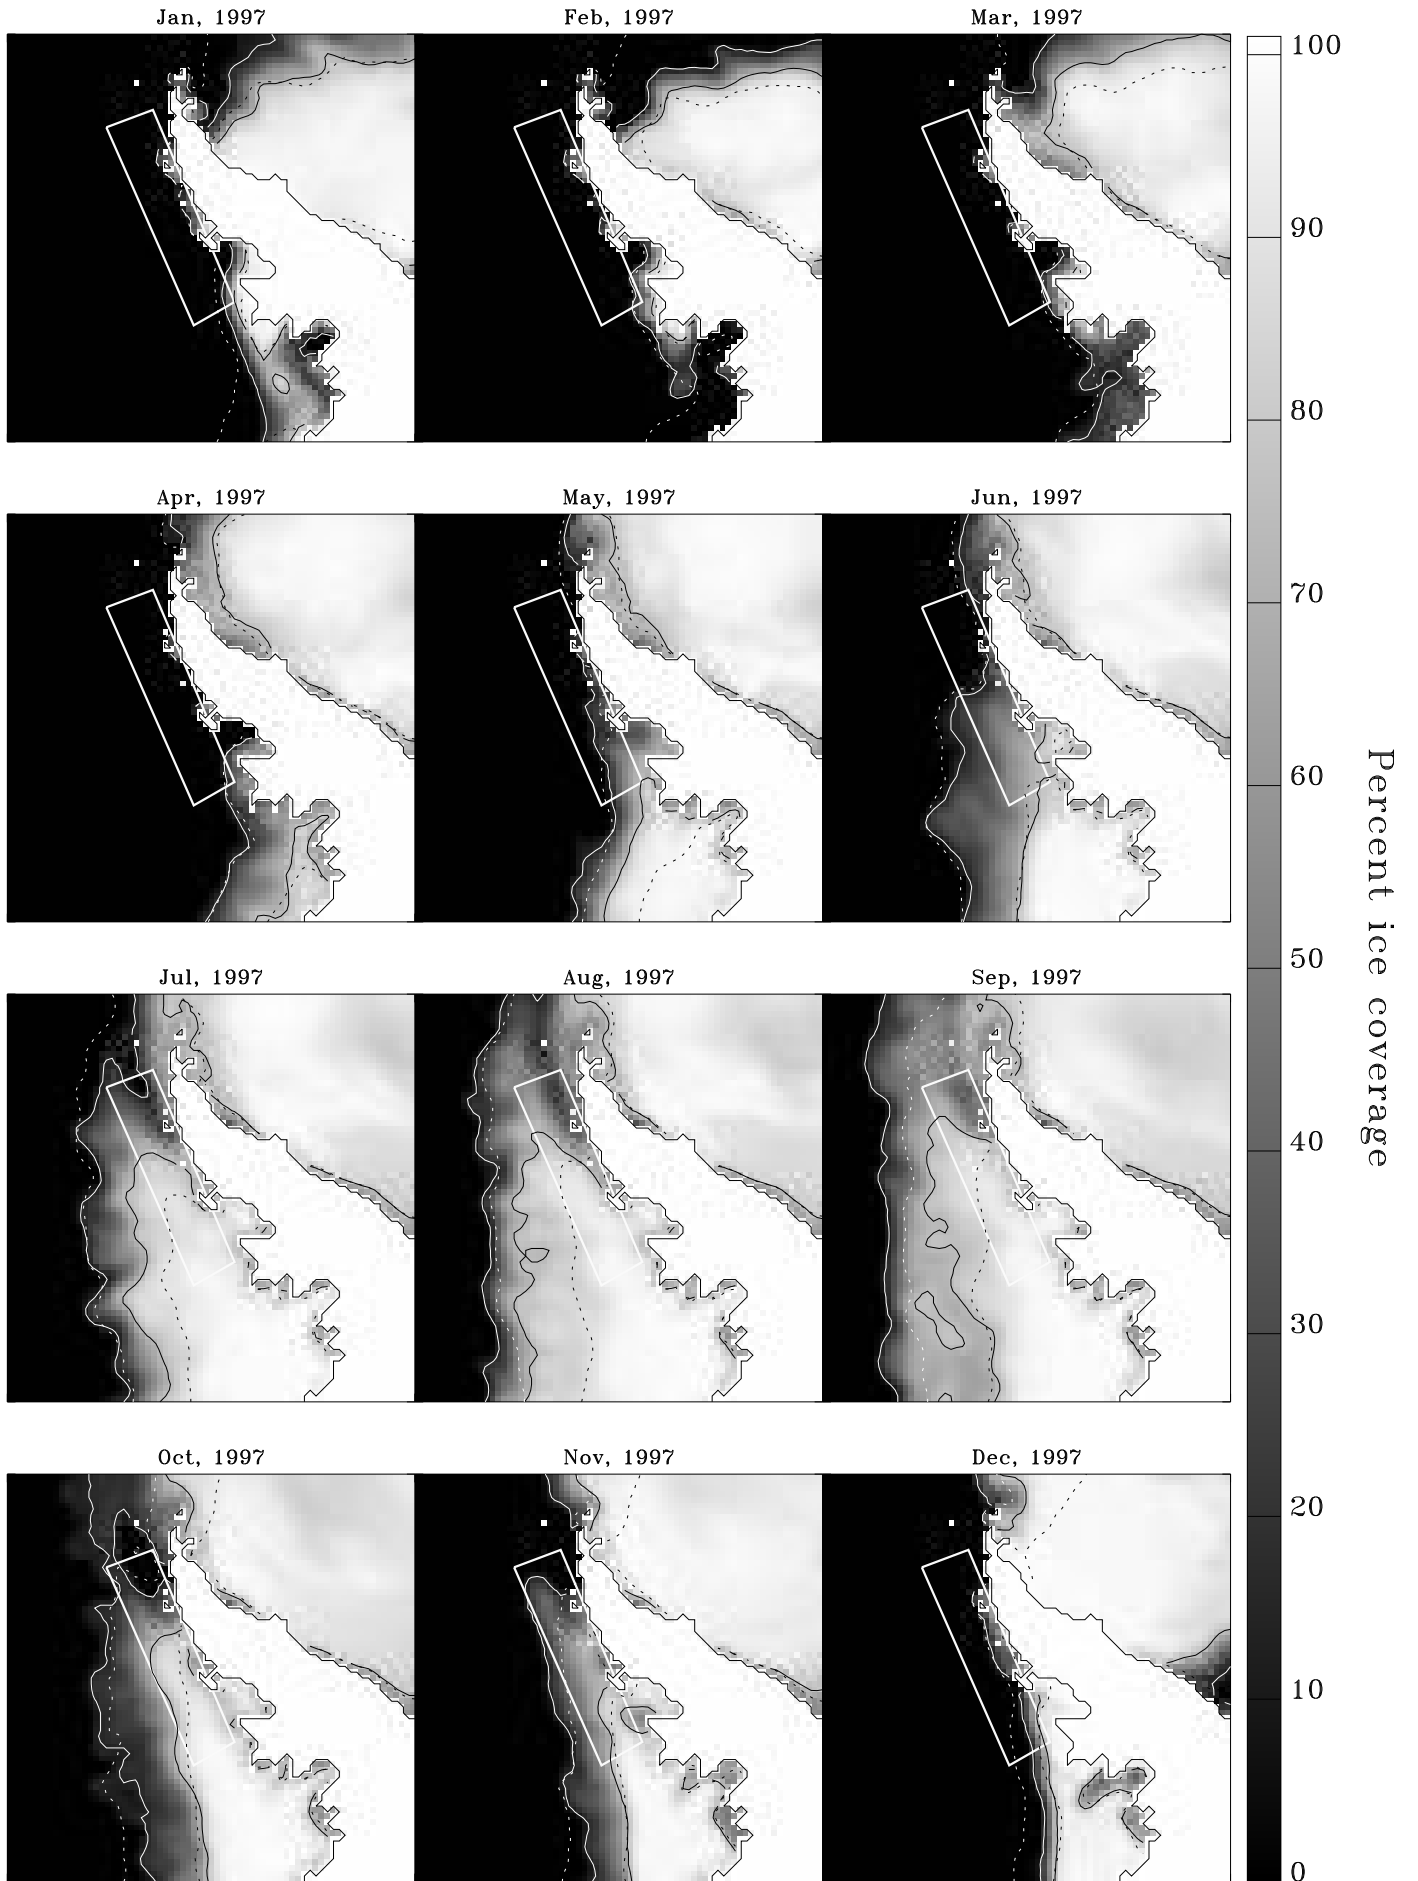 Jan, 1997
Feb, 1997
Mar, 1997
Apr, 1997
May, 1997
Jun, 1997
Jul, 1997
Aug, 1997
Sep, 1997
Oct, 1997
Nov, 1997
Dec, 1997
100
90
80
70
60
50
40
30
20
10
0
Percent ice coverage